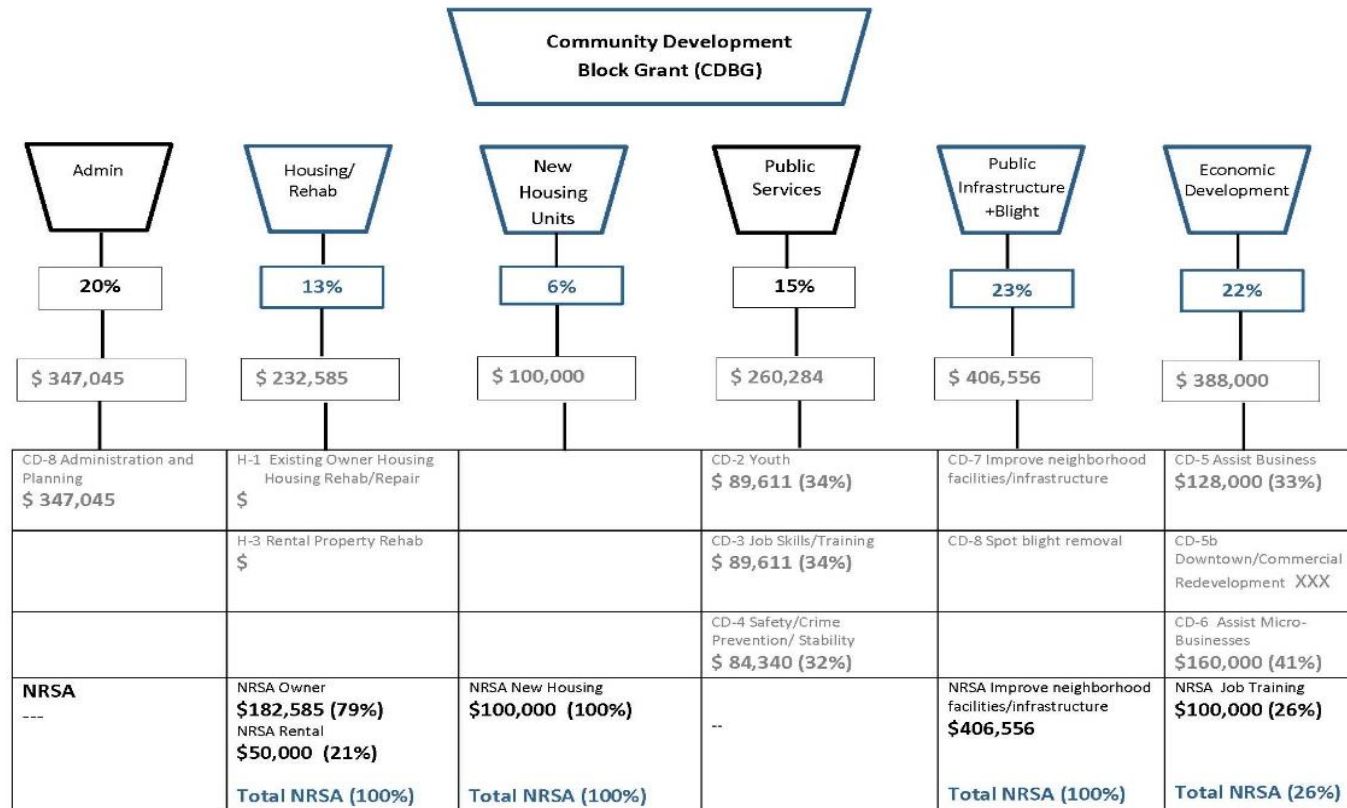 Community Development
Block Grant (CDBG)
Admin
Housing/
Rehab
New
Housing
Units
Public
Services
Public
Infrastructure
+Blight
Economic
Development
20%
13%
6%
15%
23%
22%
$ 347,045
$ 232,585
$ 100,000
$ 260,284
$ 406,556
$ 388,000
CD-8 Administration and
Planning
$ 347,045
H-1 Existing Owner Housing
Housing Rehab/Repair
$
CD-2 Youth
$ 89,611 (34%)
CD-7 Improve neighborhood
facilities/infrastructure
CD-5 Assist Business
$128,000 (33%)
H-3 Rental Property Rehab
$
CD-3 Job Skills/Training
$ 89,611 (34%)
CD-8 Spot blight removal
CD-5b
Downtown/Commercial
Redevelopment XXX
CD-4 Safety/Crime
Prevention/ Stability
$ 84,340 (32%)
CD-6 Assist Micro-
Businesses
$160,000 (41%)
NRSA
---
NRSA Owner
$182,585 (79%)
NRSA Rental
$50,000 (21%)
Total NRSA (100%)
NRSA New Housing
$100,000 (100%)
Total NRSA (100%)
--
NRSA Improve neighborhood
facilities/infrastructure
$406,556
Total NRSA (100%)
NRSA Job Training
$100,000 (26%)
Total NRSA (26%)